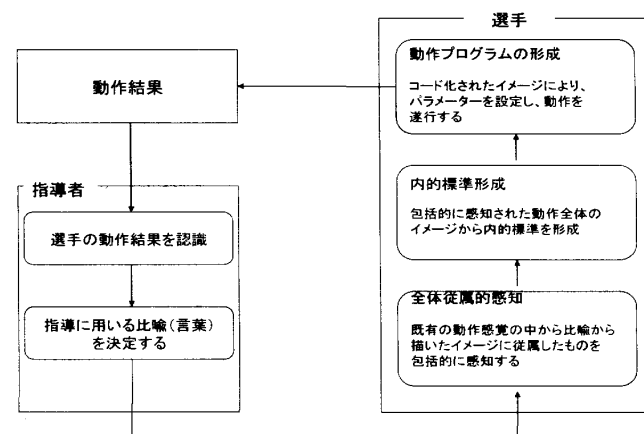 選手
動作プログラムの形成
コード化されたイメージにより、
パラメーターを設定し、動作を
遂行する
動作結果
内的標準形成
包括的に感知された動作全体の
イメージから内的標準を形成
指導者
選手の動作結果を認識
全体従属的感知
既有の動作感覚の中から比喩から
描いたイメージに従属したものを
包括的に感知する
指導に用いる比喩(言葉)
を決定する